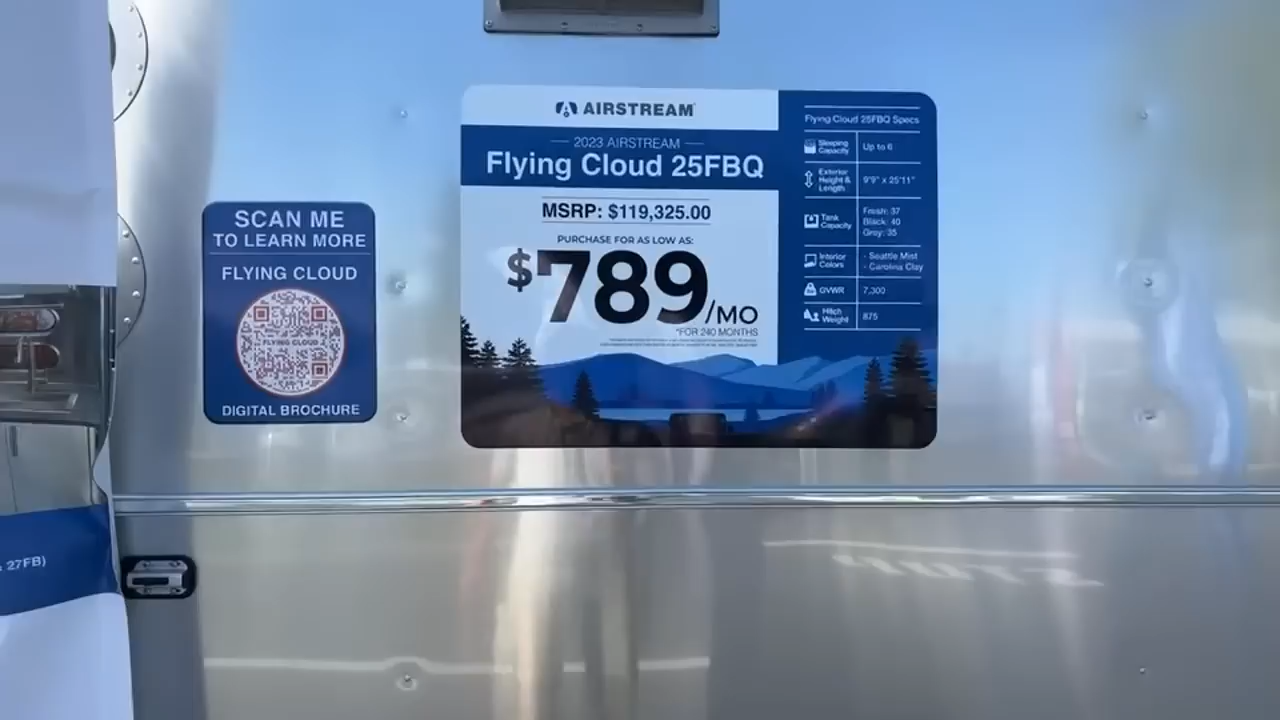 AIRSTREAM
2023 AIRSTREAM
Flying Cloud 25FBQ
MSRP: $119,325.00
PURCHASE FOR AS LOW AS:
$789/MO
*FOR 240 MONTHS
Flying Cloud 25FBQ Specs
Sleeping Capacity Up to 6
Exterior Height & Length 9'9" x 25'11"
Tank Capacity
Fresh: 37
Black: 40
Gray: 35
Interior Colors
- Seattle Mist
- Carolina Clay
GVWR 7,300
Hitch Weight 875
SCAN ME
TO LEARN MORE
FLYING CLOUD
FLYING CLOUD
DIGITAL BROCHURE
27FB)